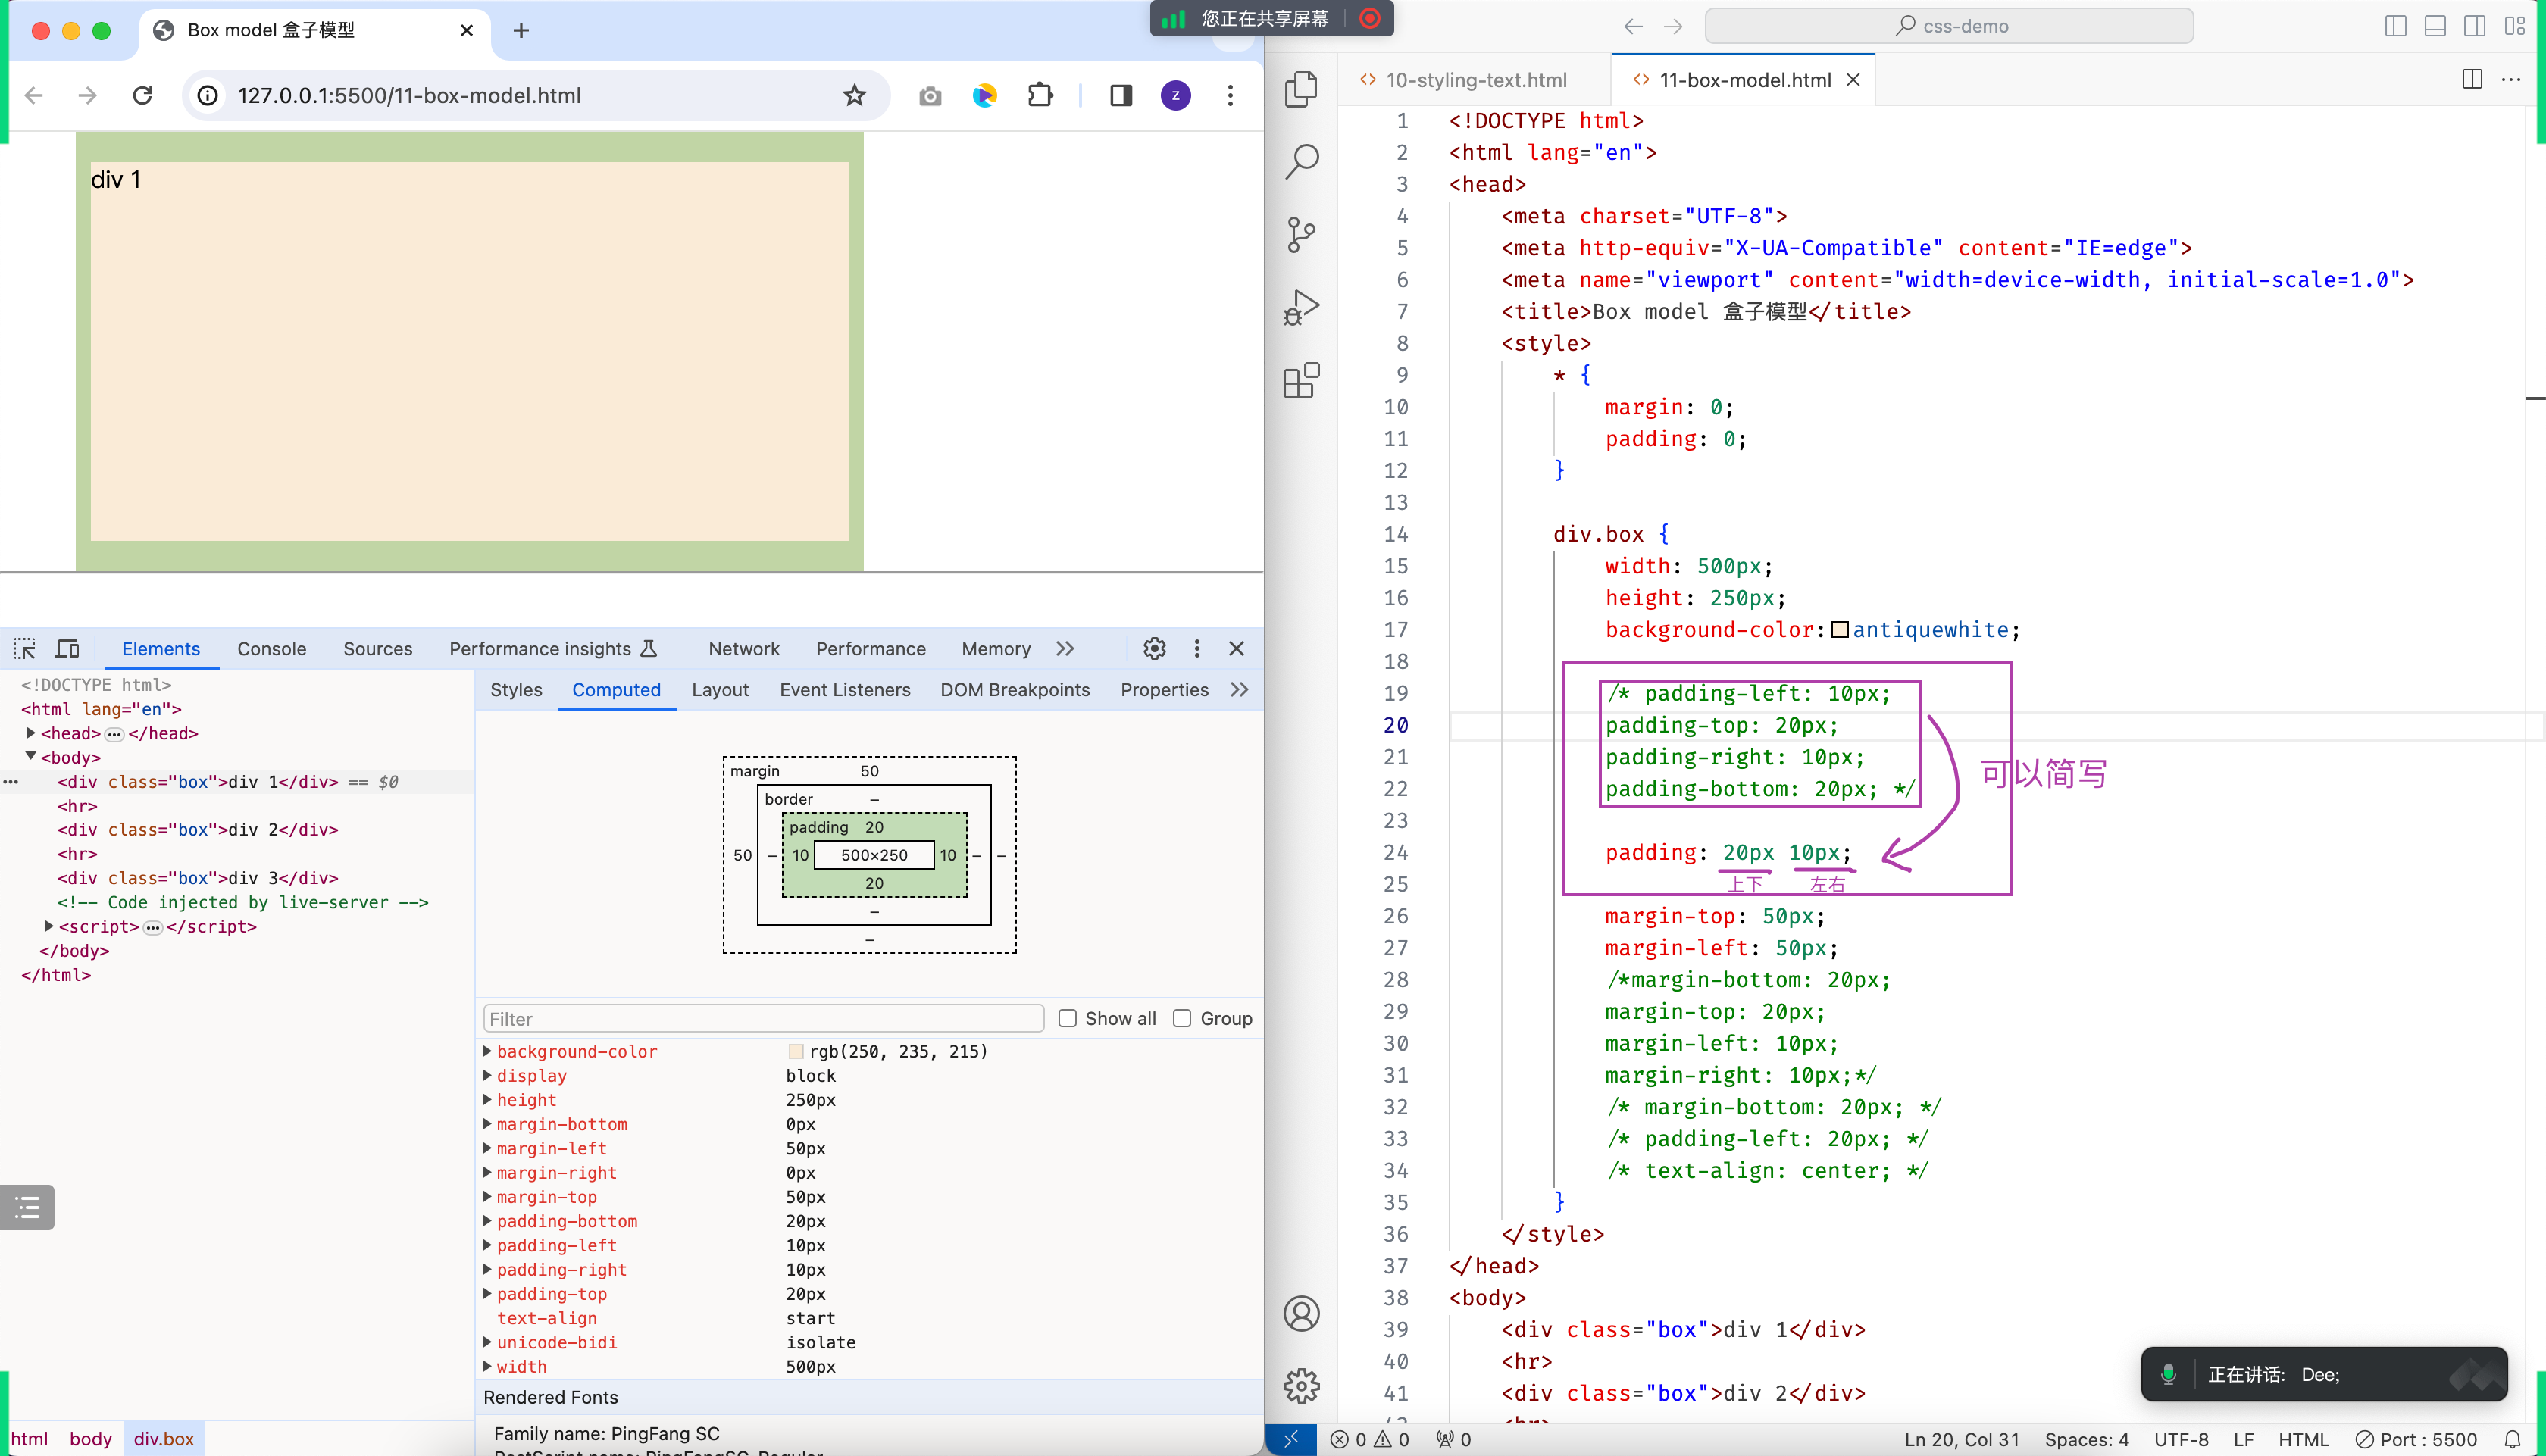 Box model 盒子模型
您正在共享屏幕
css-demo
127.0.0.1:5500/11-box-model.html
z
10-styling-text.html
11-box-model.html
div 1
Elements
Console
Sources
Performance insights
Network
Performance
Memory
<!DOCTYPE html>
<html lang="en">
<head>
</head>
<body>
<div class="box">div 1</div> == $0
<hr>
<div class="box">div 2</div>
<hr>
<div class="box">div 3</div>
<!-- Code injected by live-server -->
<script>
</script>
</body>
</html>
Styles
Computed
Layout
Event Listeners
DOM Breakpoints
Properties
margin 50
border –
padding 20
50 – 10 500×250 10 – –
20
–
–
Filter
Show all
Group
background-color rgb(250, 235, 215)
display block
height 250px
margin-bottom 0px
margin-left 50px
margin-right 0px
margin-top 50px
padding-bottom 20px
padding-left 10px
padding-right 10px
padding-top 20px
text-align start
unicode-bidi isolate
width 500px
Rendered Fonts
Family name: PingFang SC
html body div.box
1 <!DOCTYPE html>
2 <html lang="en">
3 <head>
4 <meta charset="UTF-8">
5 <meta http-equiv="X-UA-Compatible" content="IE=edge">
6 <meta name="viewport" content="width=device-width, initial-scale=1.0">
7 <title>Box model 盒子模型</title>
8 <style>
9 * {
10 margin: 0;
11 padding: 0;
12 }
13
14 div.box {
15 width: 500px;
16 height: 250px;
17 background-color: antiquewhite;
18
19 /* padding-left: 10px;
20 padding-top: 20px;
21 padding-right: 10px;
22 padding-bottom: 20px; */
可以简写
23
24 padding: 20px 10px;
25 上下 左右
26 margin-top: 50px;
27 margin-left: 50px;
28 /*margin-bottom: 20px;
29 margin-top: 20px;
30 margin-left: 10px;
31 margin-right: 10px;*/
32 /* margin-bottom: 20px; */
33 /* padding-left: 20px; */
34 /* text-align: center; */
35 }
36 </style>
37 </head>
38 <body>
39 <div class="box">div 1</div>
40 <hr>
41 <div class="box">div 2</div>
正在讲话: Dee;
0 0 0
Ln 20, Col 31
Spaces: 4
UTF-8
LF
HTML
Port : 5500